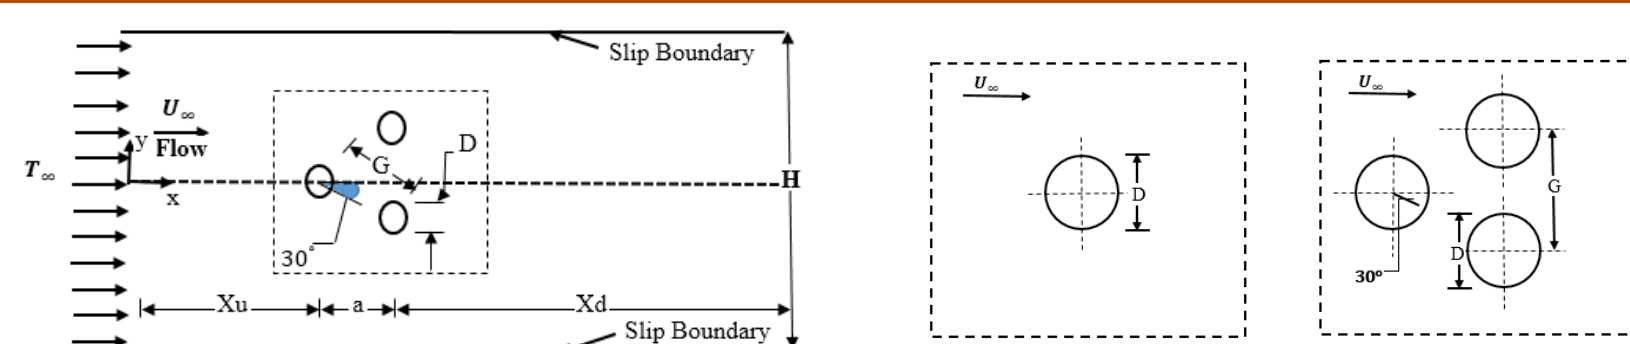 Slip Boundary
U∞
Flow
y
x
T∞
G
D
H
30°
Xu
a
Xd
Slip Boundary
U∞
D
U∞
G
D
30°